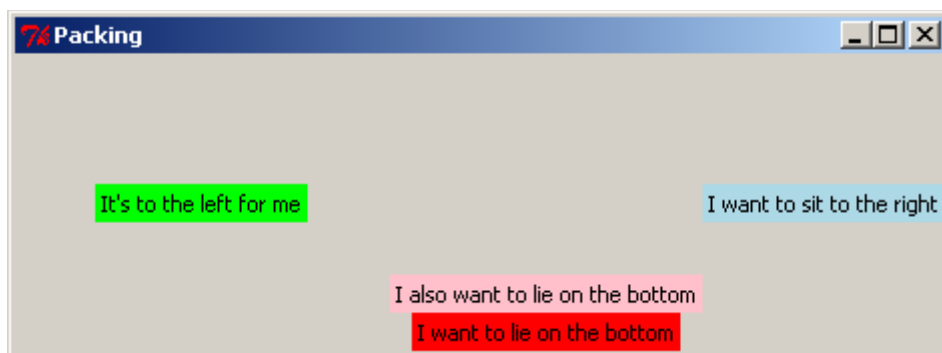 Packing
It's to the left for me
I want to sit to the right
I also want to lie on the bottom
I want to lie on the bottom